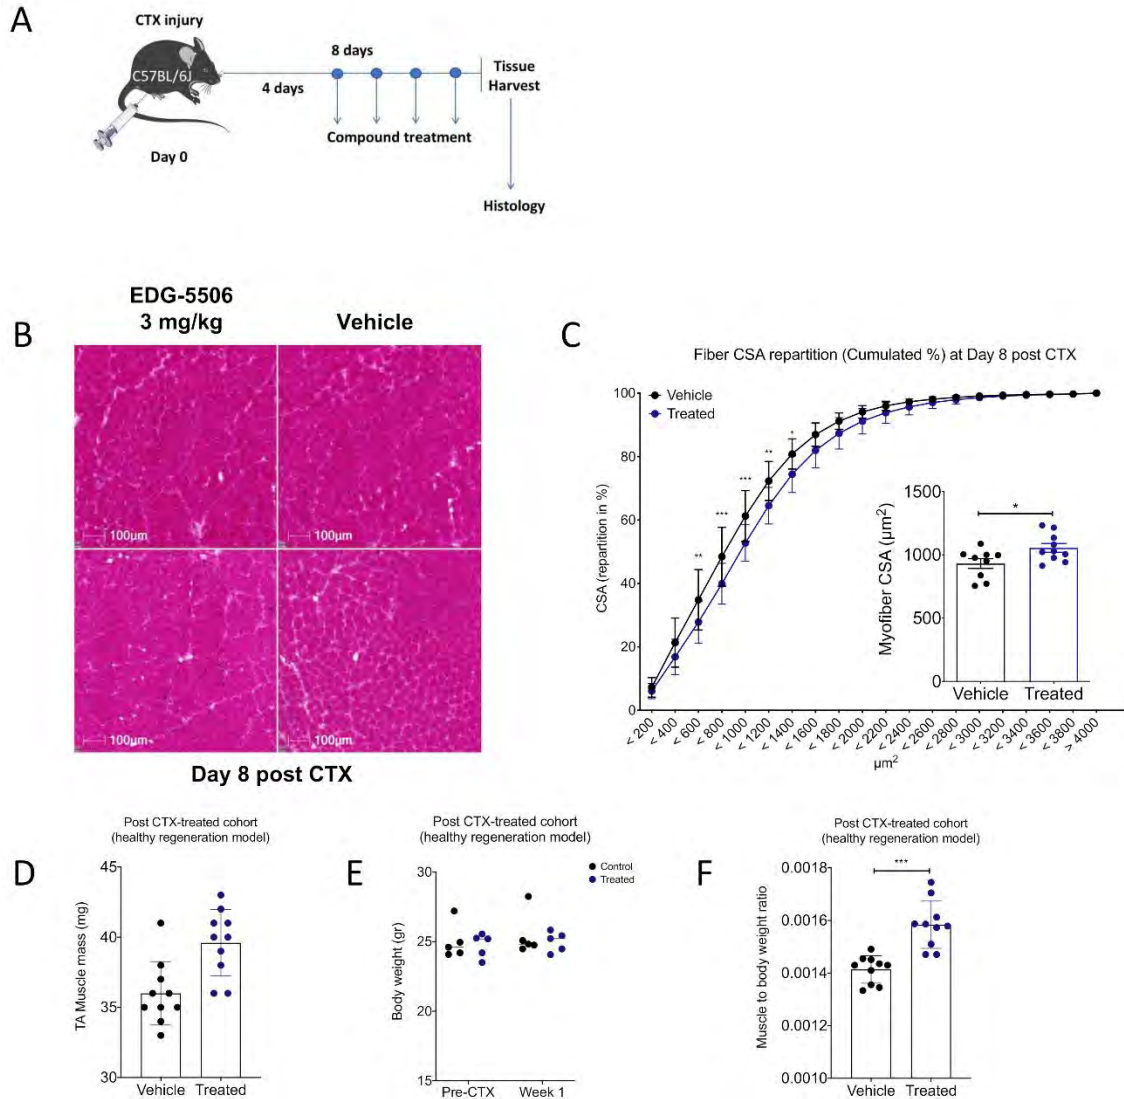 A
CTX injury
C57BL/6J
Day 0
4 days
8 days
Compound treatment
Tissue
Harvest
Histology
B
EDG-5506
3 mg/kg
Vehicle
100µm
100µm
100µm
100µm
Day 8 post CTX
C
Fiber CSA repartition (Cumulated %) at Day 8 post CTX
Vehicle
Treated
CSA (repartition in %)
100
80
60
40
20
0
**
***
***
**
*
< 200
< 400
< 600
< 800
< 1000
< 1200
< 1400
< 1600
< 1800
< 2000
< 2200
< 2400
< 2600
< 2800
< 3000
< 3200
< 3400
< 3600
< 3800
> 4000
µm²
Myofiber CSA (µm²)
1500
1000
500
0
*
Vehicle
Treated
D
Post CTX-treated cohort
(healthy regeneration model)
TA Muscle mass (mg)
45
40
35
30
Vehicle
Treated
E
Post CTX-treated cohort
(healthy regeneration model)
Control
Treated
Body weight (gr)
30
25
20
15
Pre-CTX
Week 1
F
Post CTX-treated cohort
(healthy regeneration model)
Muscle to body weight ratio
0.0018
0.0016
0.0014
0.0012
0.0010
***
Vehicle
Treated